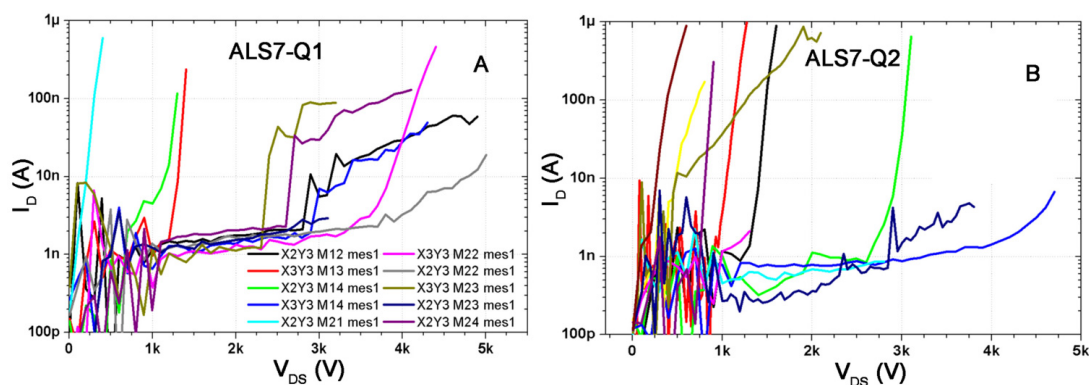 1µ
100n
10n
1n
100p
I_D (A)
ALS7-Q1
A
X2Y3 M12 mes1 X3Y3 M22 mes1
X3Y3 M13 mes1 X2Y3 M22 mes1
X2Y3 M14 mes1 X3Y3 M23 mes1
X3Y3 M14 mes1 X2Y3 M23 mes1
X2Y3 M21 mes1 X2Y3 M24 mes1
0 1k 2k 3k 4k 5k
V_DS (V)
1µ
100n
10n
1n
100p
I_D (A)
ALS7-Q2
B
0 1k 2k 3k 4k 5k
V_DS (V)